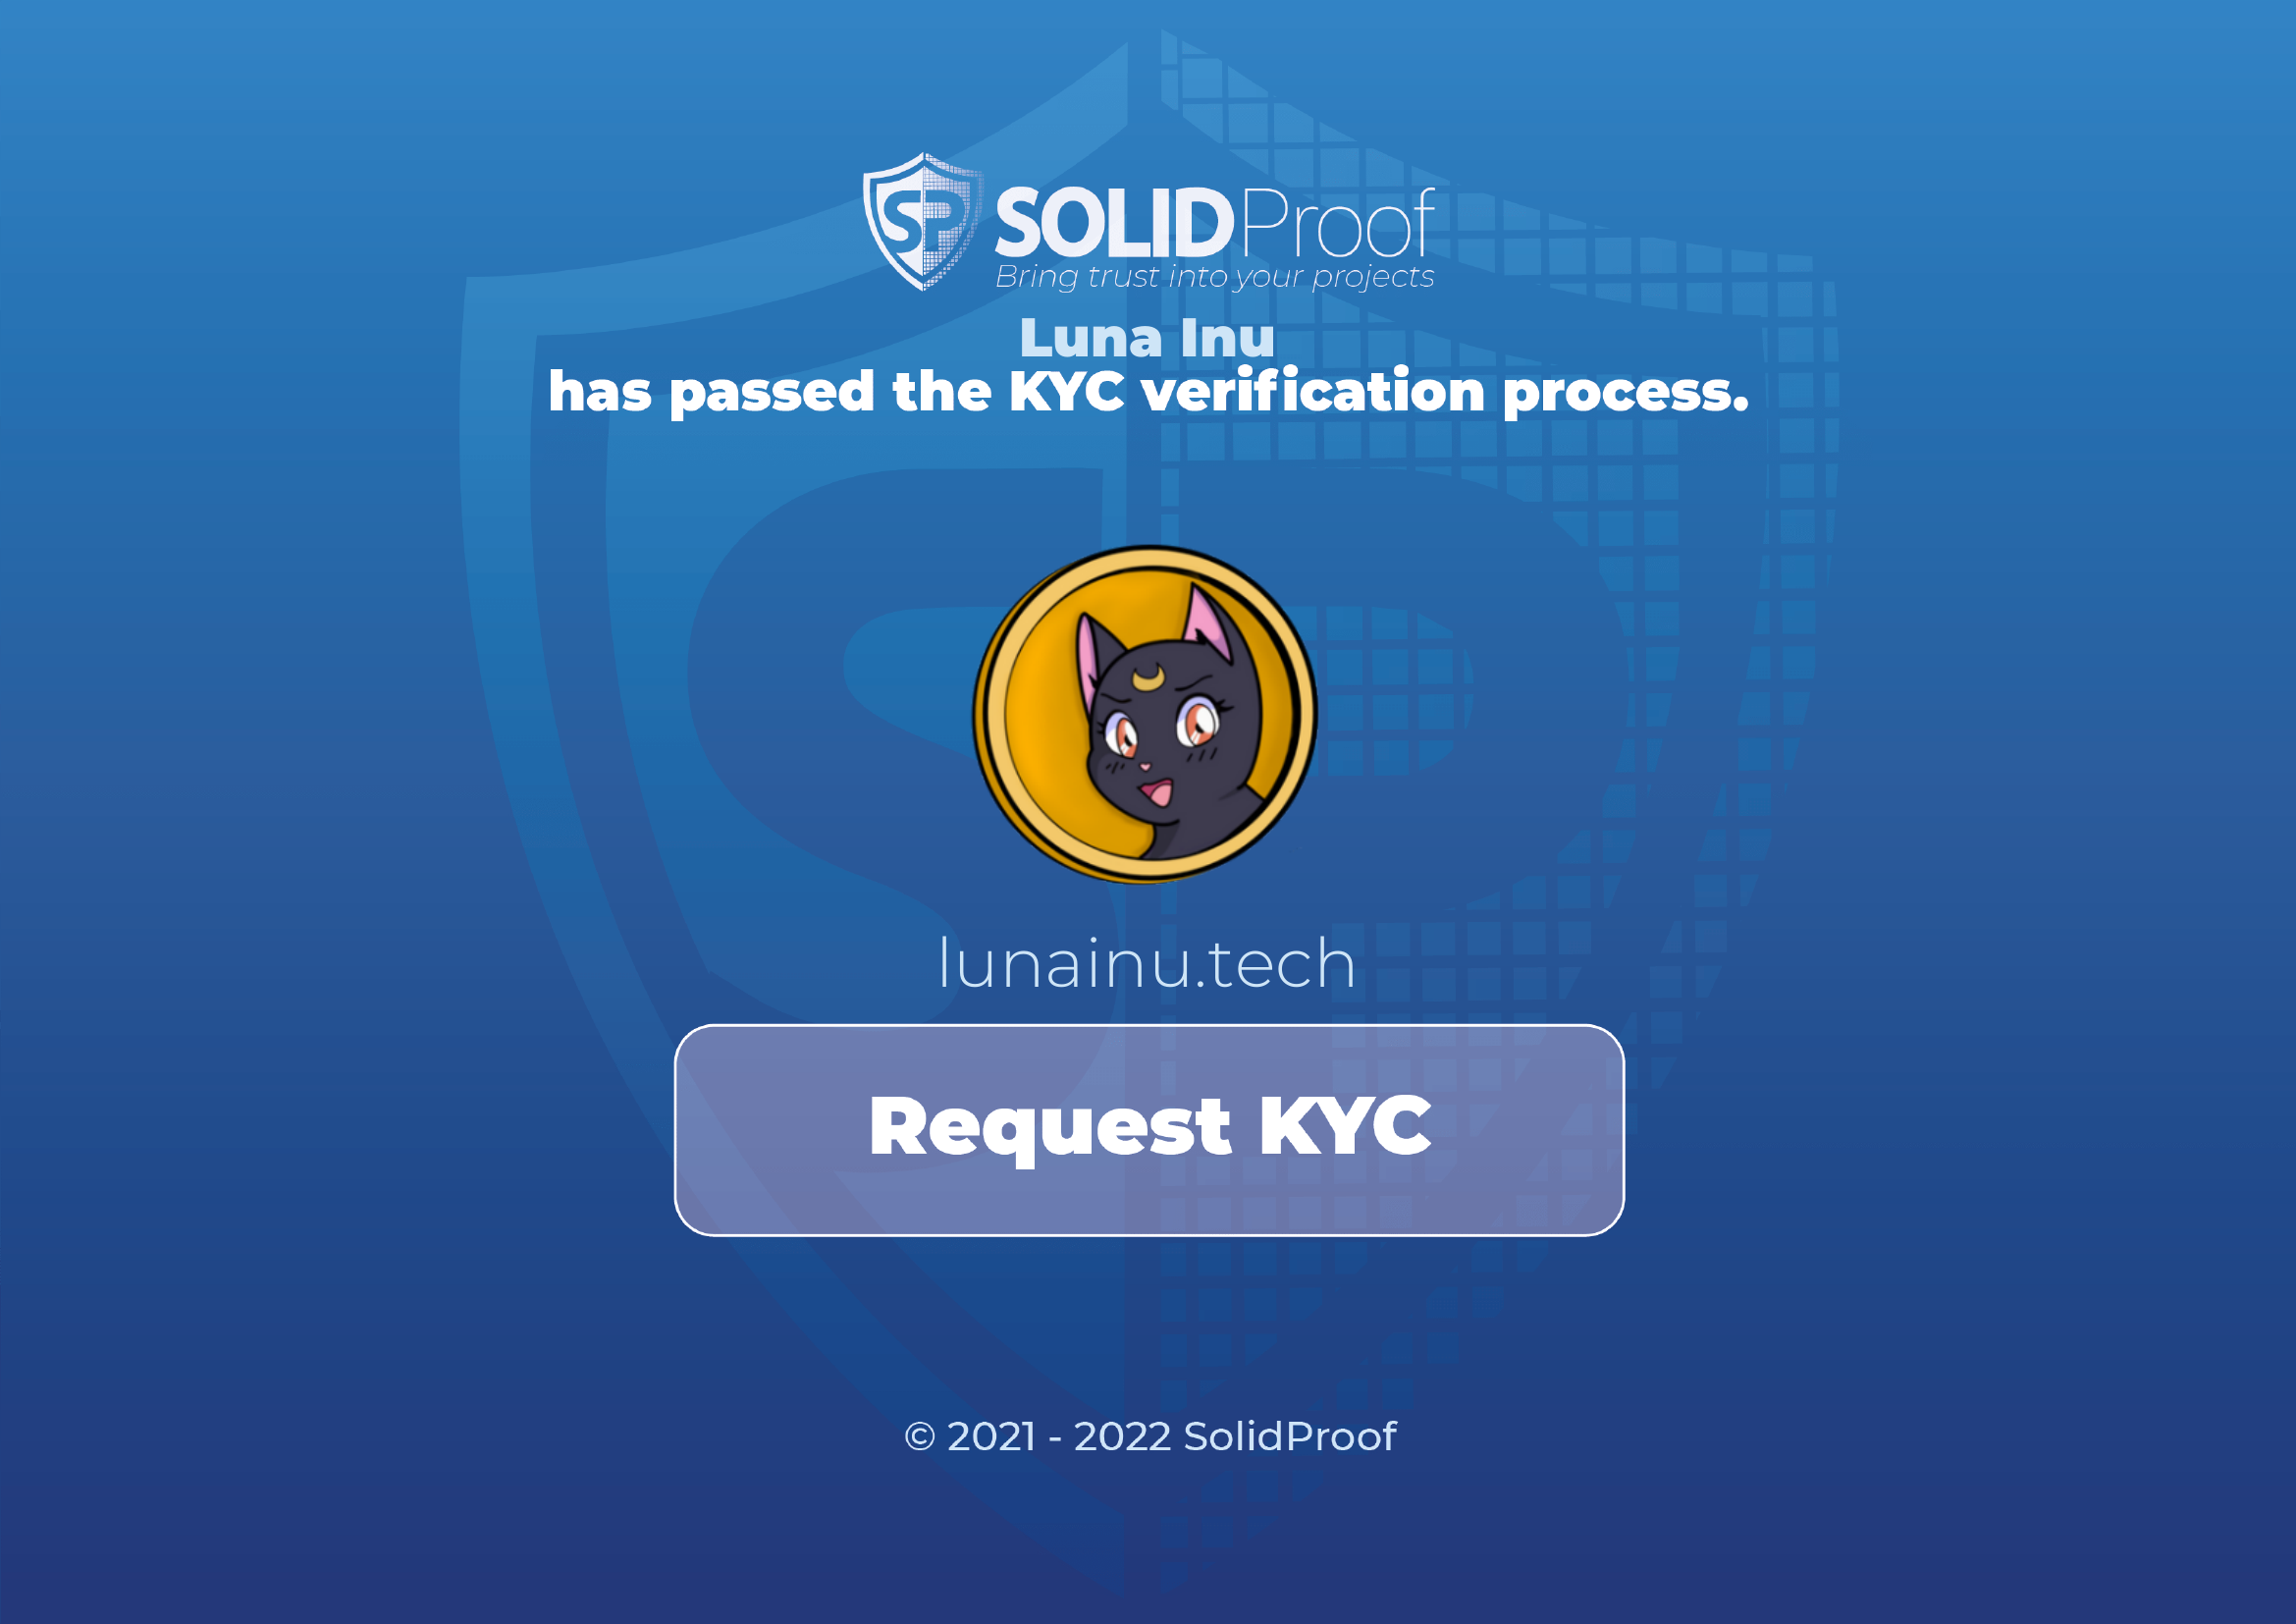 SP SOLIDProof
Bring trust into your projects
Luna Inu
has passed the KYC verification process.
lunainu.tech
Request KYC
© 2021 - 2022 SolidProof